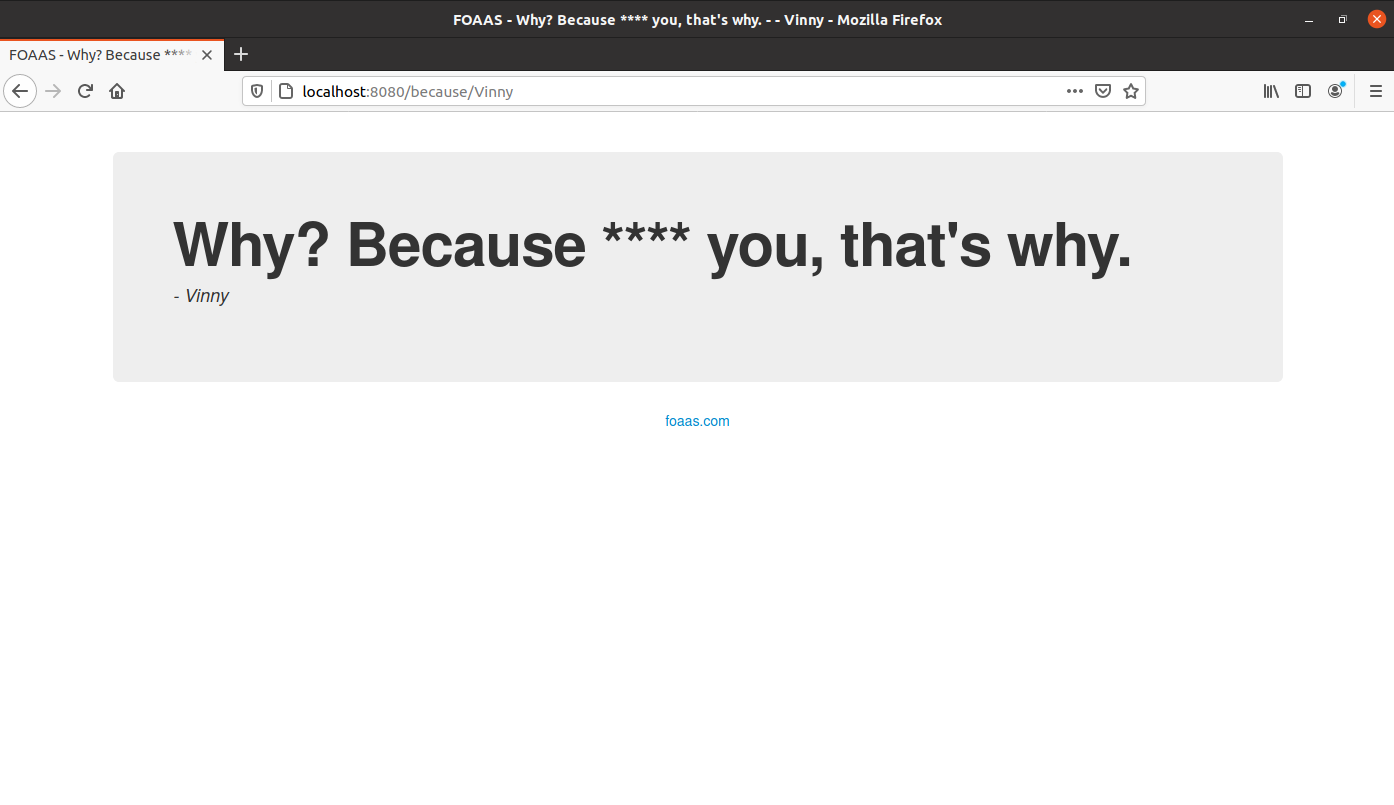 FOAAS - Why? Because **** you, that's why. - - Vinny - Mozilla Firefox
FOAAS - Why? Because ****
localhost:8080/because/Vinny
Why? Because **** you, that's why.
- Vinny
foaas.com